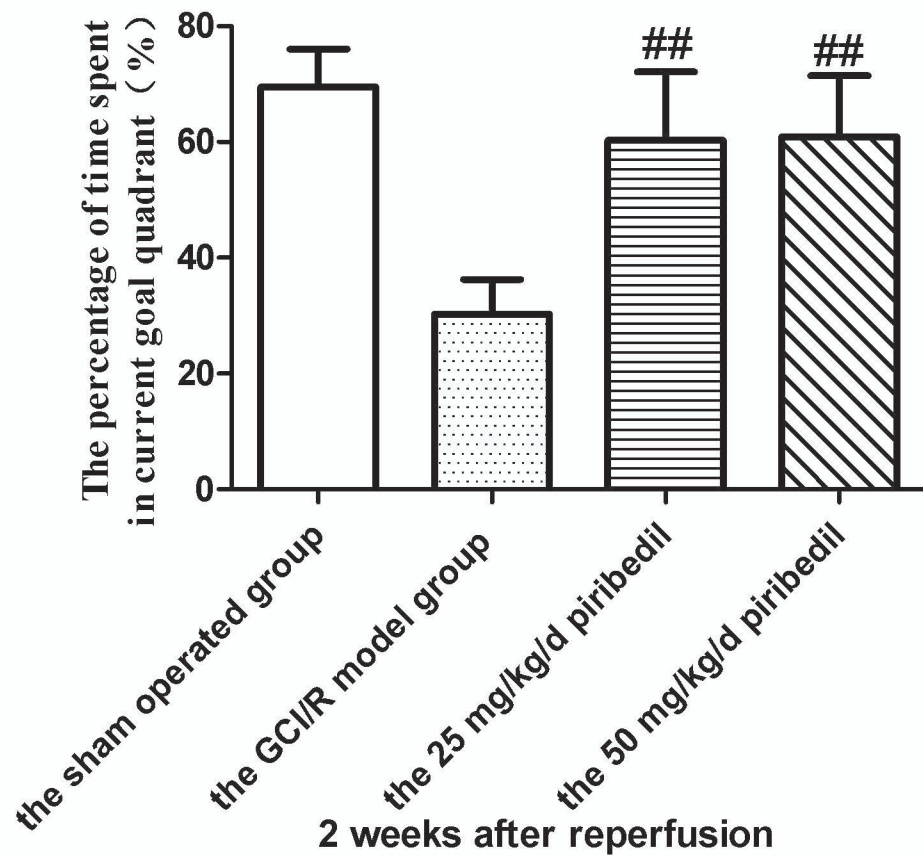 The percentage of time spent
in current goal quadrant（%）
80
60
40
20
0
##
##
the sham operated group
the GCI/R model group
the 25 mg/kg/d piribedil
the 50 mg/kg/d piribedil
2 weeks after reperfusion